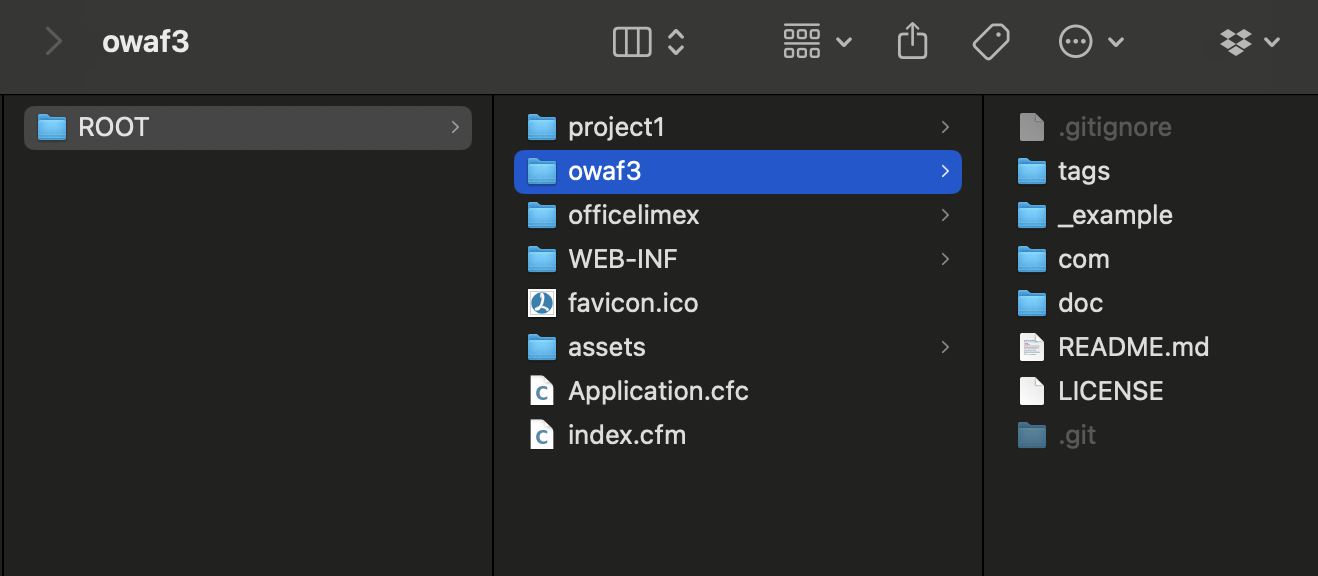 owaf3
ROOT
project1
owaf3
officelimex
WEB-INF
favicon.ico
assets
Application.cfc
index.cfm
.gitignore
tags
_example
com
doc
README.md
LICENSE
.git